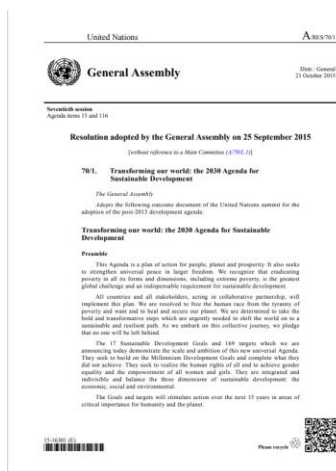 United Nations
A/RES/70/1
General Assembly
Distr.: General
21 October 2015
Seventieth session
Agenda items 15 and 116
Resolution adopted by the General Assembly on 25 September 2015
[without reference to a Main Committee (A/70/L.1)]
70/1. Transforming our world: the 2030 Agenda for
Sustainable Development
The General Assembly
Adopts the following outcome document of the United Nations summit for the
adoption of the post-2015 development agenda:
Transforming our world: the 2030 Agenda for Sustainable
Development
Preamble
This Agenda is a plan of action for people, planet and prosperity. It also seeks
to strengthen universal peace in larger freedom. We recognize that eradicating
poverty in all its forms and dimensions, including extreme poverty, is the greatest
global challenge and an indispensable requirement for sustainable development.
All countries and all stakeholders, acting in collaborative partnership, will
implement this plan. We are resolved to free the human race from the tyranny of
poverty and want and to heal and secure our planet. We are determined to take the
bold and transformative steps which are urgently needed to shift the world on to a
sustainable and resilient path. As we embark on this collective journey, we pledge
that no one will be left behind.
The 17 Sustainable Development Goals and 169 targets which we are
announcing today demonstrate the scale and ambition of this new universal Agenda.
They seek to build on the Millennium Development Goals and complete what they
did not achieve. They seek to realize the human rights of all and to achieve gender
equality and the empowerment of all women and girls. They are integrated and
indivisible and balance the three dimensions of sustainable development: the
economic, social and environmental.
The Goals and targets will stimulate action over the next 15 years in areas of
critical importance for humanity and the planet.
15-16301 (E)
Please recycle